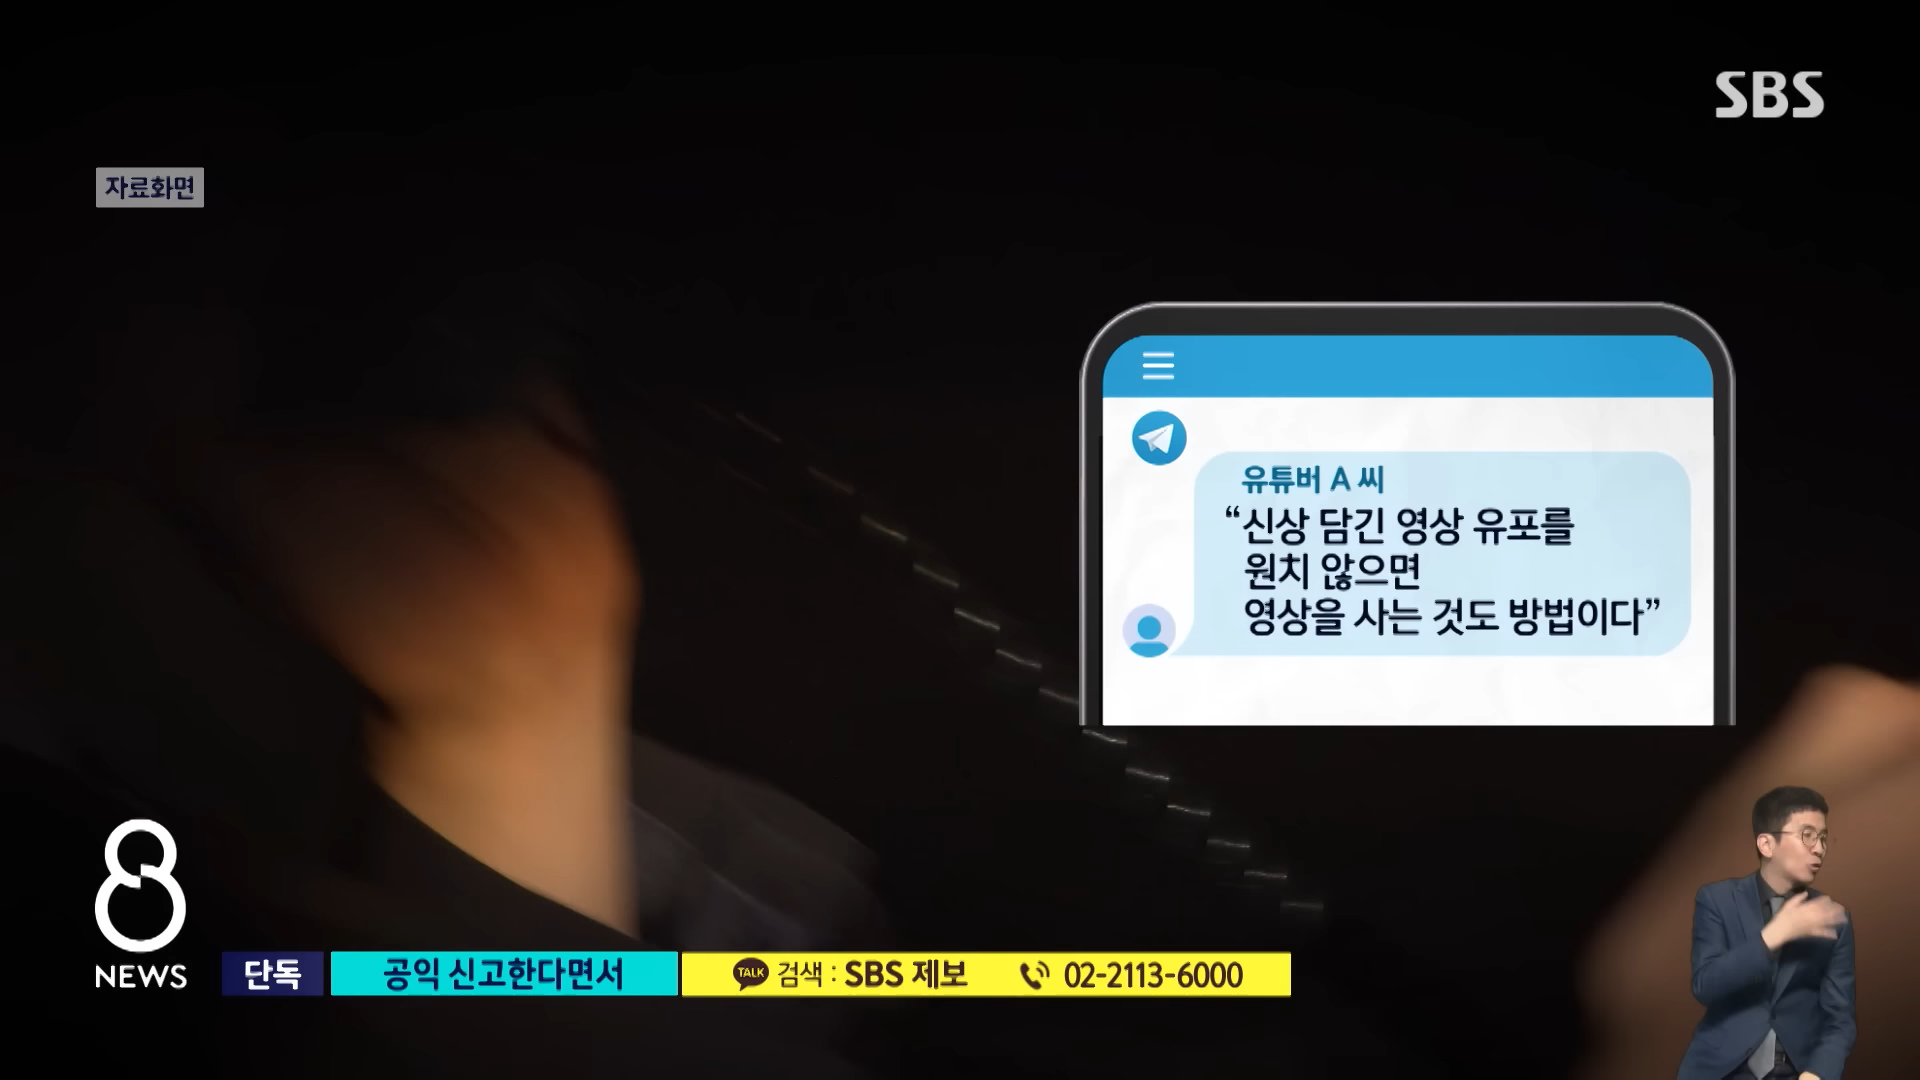 SBS
자료화면
유튜버 A 씨
“신상 담긴 영상 유포를
원치 않으면
영상을 사는 것도 방법이다”
8
NEWS
단독
공익 신고한다면서
TALK 검색 : SBS 제보 02-2113-6000